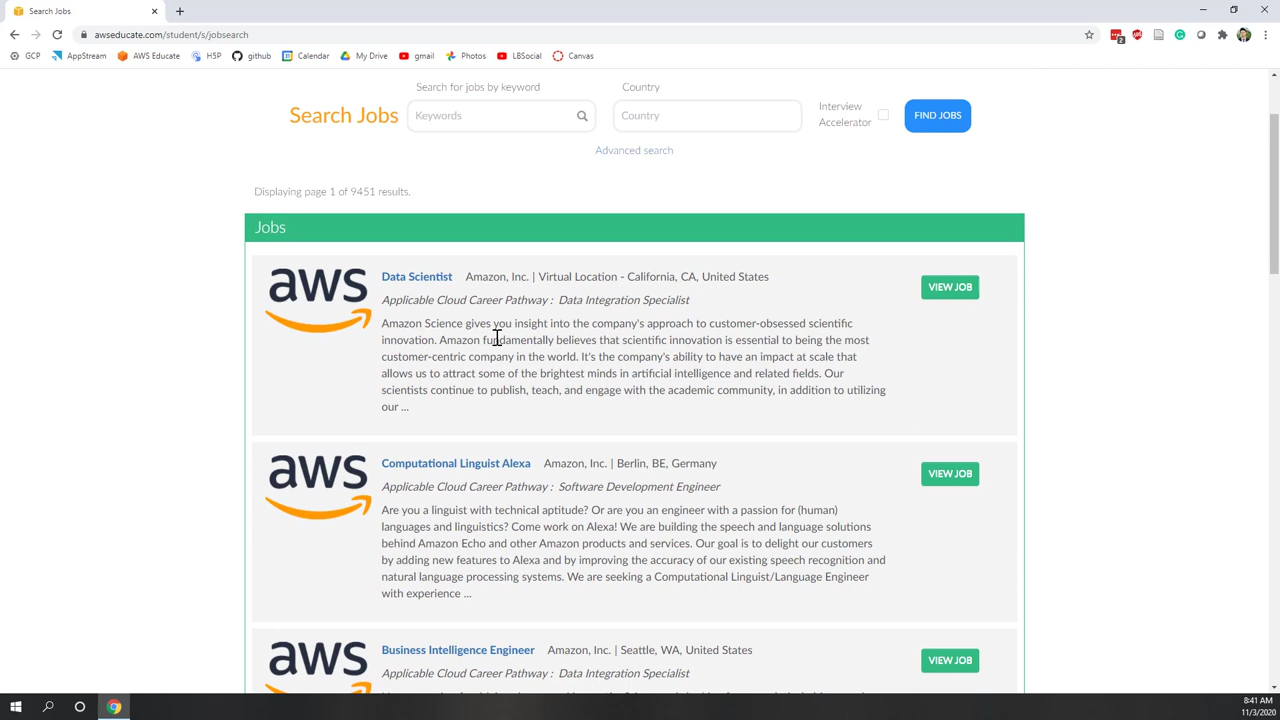 Search Jobs
awseducate.com/student/s/jobsearch
GCP AppStream AWS Educate H5P github Calendar My Drive gmail Photos LBSocial Canvas
Search for jobs by keyword Country
Search Jobs Keywords Country Interview Accelerator FIND JOBS
Advanced search
Displaying page 1 of 9451 results.
Jobs
aws
Data Scientist Amazon, Inc. | Virtual Location - California, CA, United States
VIEW JOB
Applicable Cloud Career Pathway : Data Integration Specialist
Amazon Science gives you insight into the company's approach to customer-obsessed scientific
innovation. Amazon fundamentally believes that scientific innovation is essential to being the most
customer-centric company in the world. It's the company's ability to have an impact at scale that
allows us to attract some of the brightest minds in artificial intelligence and related fields. Our
scientists continue to publish, teach, and engage with the academic community, in addition to utilizing
our ...
aws
Computational Linguist Alexa Amazon, Inc. | Berlin, BE, Germany
VIEW JOB
Applicable Cloud Career Pathway : Software Development Engineer
Are you a linguist with technical aptitude? Or are you an engineer with a passion for (human)
languages and linguistics? Come work on Alexa! We are building the speech and language solutions
behind Amazon Echo and other Amazon products and services. Our goal is to delight our customers
by adding new features to Alexa and by improving the accuracy of our existing speech recognition and
natural language processing systems. We are seeking a Computational Linguist/Language Engineer
with experience ...
aws
Business Intelligence Engineer Amazon, Inc. | Seattle, WA, United States
VIEW JOB
Applicable Cloud Career Pathway : Data Integration Specialist
8:41 AM
11/3/2020